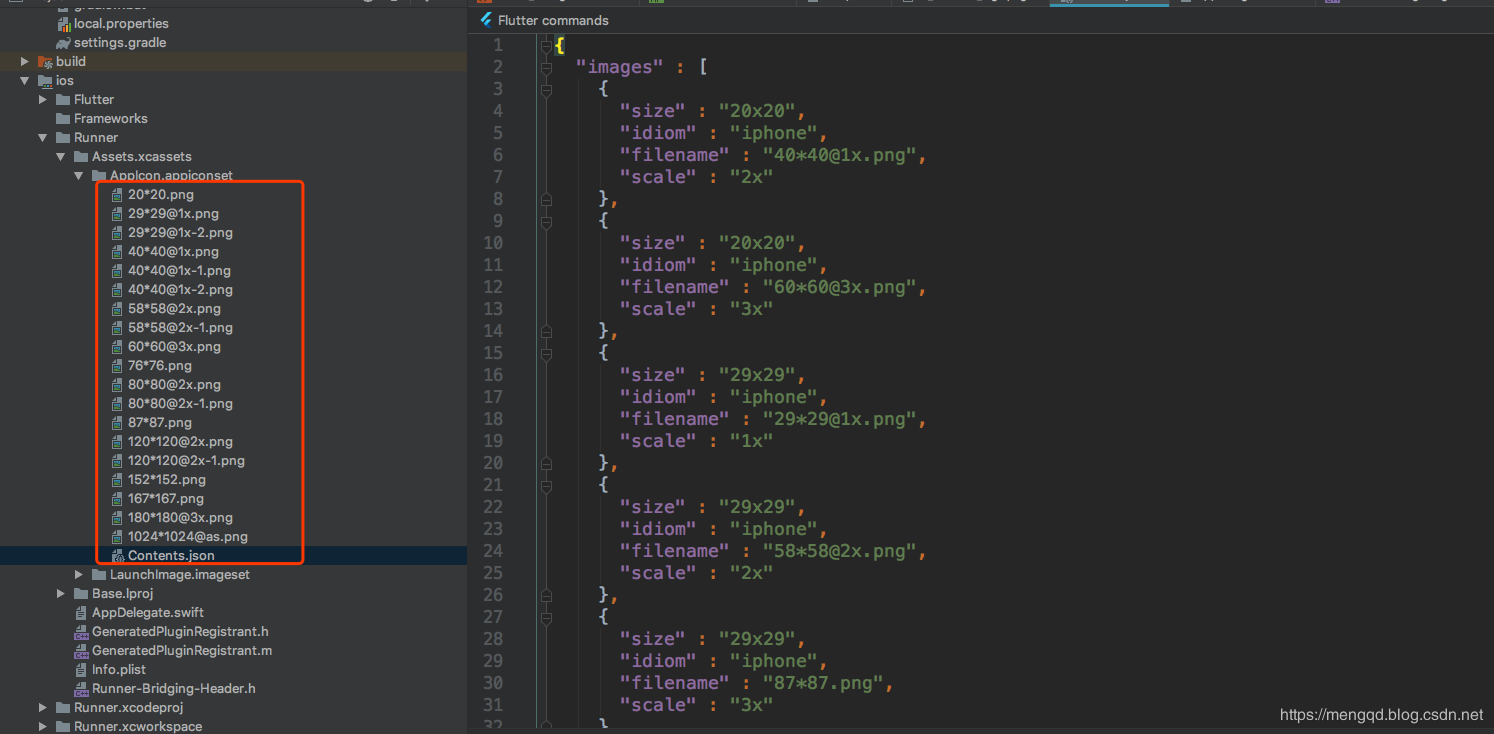 local.properties
settings.gradle
build
ios
Flutter
Frameworks
Runner
Assets.xcassets
AppIcon.appiconset
20*20.png
29*29@1x.png
29*29@1x-2.png
40*40@1x.png
40*40@1x-1.png
40*40@1x-2.png
58*58@2x.png
58*58@2x-1.png
60*60@3x.png
76*76.png
80*80@2x.png
80*80@2x-1.png
87*87.png
120*120@2x.png
120*120@2x-1.png
152*152.png
167*167.png
180*180@3x.png
1024*1024@as.png
Contents.json
LaunchImage.imageset
Base.lproj
AppDelegate.swift
GeneratedPluginRegistrant.h
GeneratedPluginRegistrant.m
Info.plist
Runner-Bridging-Header.h
Runner.xcodeproj
Runner.xcworkspace
Flutter commands
1 {
2 "images" : [
3 {
4 "size" : "20x20",
5 "idiom" : "iphone",
6 "filename" : "40*40@1x.png",
7 "scale" : "2x"
8 },
9 {
10 "size" : "20x20",
11 "idiom" : "iphone",
12 "filename" : "60*60@3x.png",
13 "scale" : "3x"
14 },
15 {
16 "size" : "29x29",
17 "idiom" : "iphone",
18 "filename" : "29*29@1x.png",
19 "scale" : "1x"
20 },
21 {
22 "size" : "29x29",
23 "idiom" : "iphone",
24 "filename" : "58*58@2x.png",
25 "scale" : "2x"
26 },
27 {
28 "size" : "29x29",
29 "idiom" : "iphone",
30 "filename" : "87*87.png",
31 "scale" : "3x"
32 }
https://mengqd.blog.csdn.net